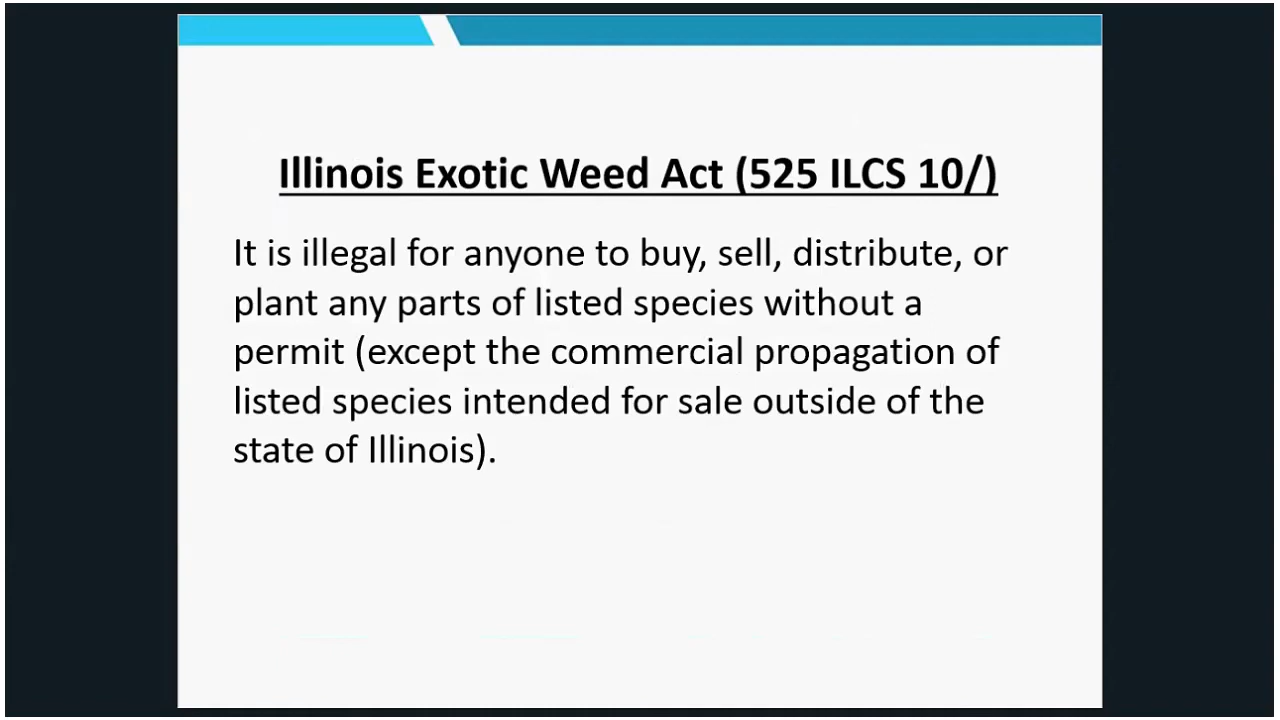 Illinois Exotic Weed Act (525 ILCS 10/)
It is illegal for anyone to buy, sell, distribute, or
plant any parts of listed species without a
permit (except the commercial propagation of
listed species intended for sale outside of the
state of Illinois).